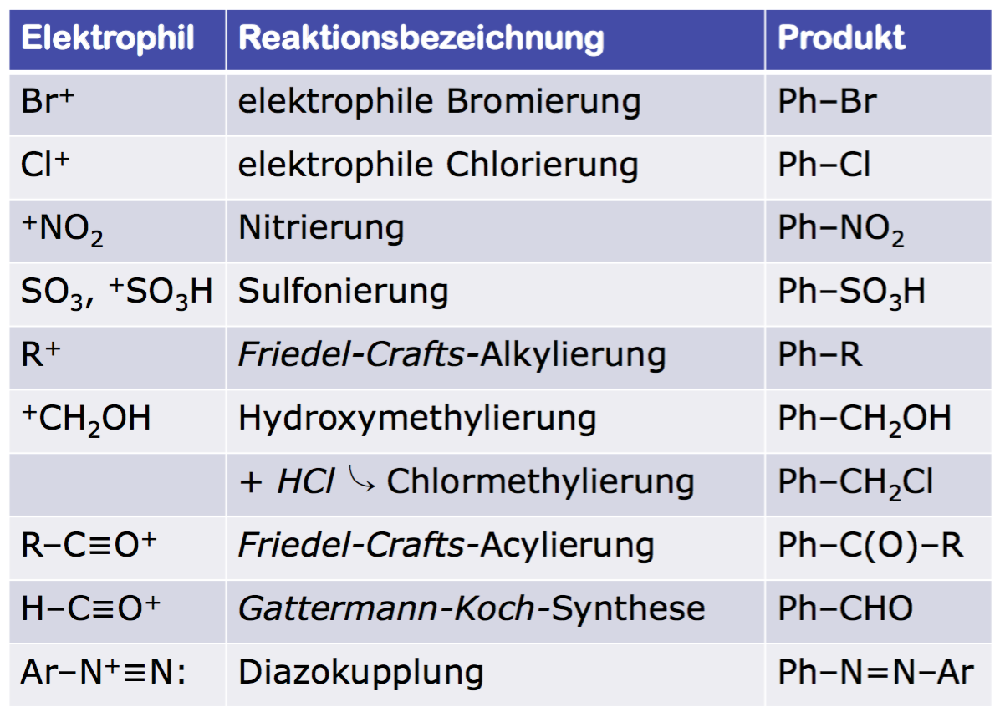 Elektrophil Reaktionsbezeichnung Produkt
Br⁺ elektrophile Bromierung Ph–Br
Cl⁺ elektrophile Chlorierung Ph–Cl
⁺NO₂ Nitrierung Ph–NO₂
SO₃, ⁺SO₃H Sulfonierung Ph–SO₃H
R⁺ Friedel-Crafts-Alkylierung Ph–R
⁺CH₂OH Hydroxymethylierung Ph–CH₂OH
+ HCl ⤷ Chlormethylierung Ph–CH₂Cl
R–C≡O⁺ Friedel-Crafts-Acylierung Ph–C(O)–R
H–C≡O⁺ Gattermann-Koch-Synthese Ph–CHO
Ar–N⁺≡N: Diazokupplung Ph–N=N–Ar